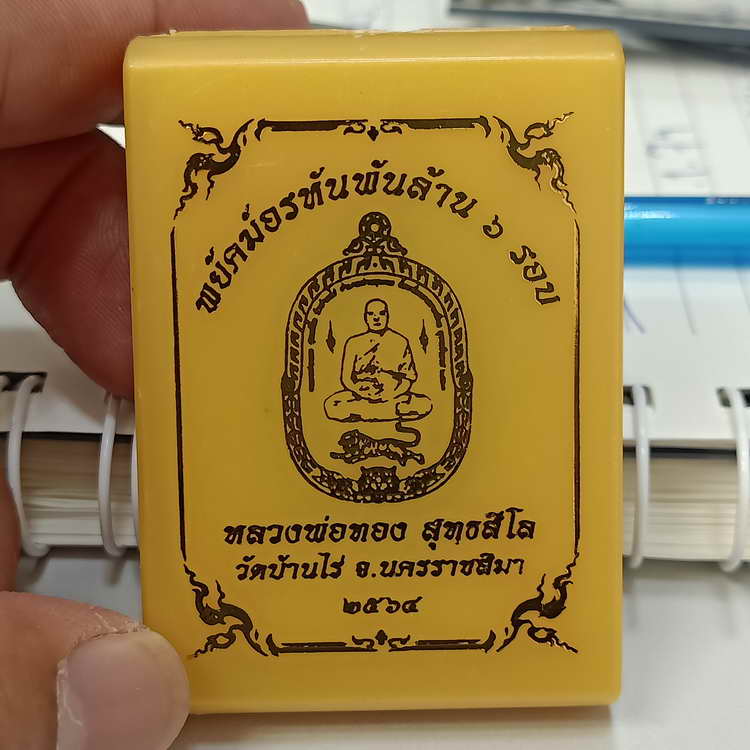 พยัคฆ์อรหันพันล้าน ๖ รอบ
หลวงพ่อทอง สุทธสีโล
วัดบ้านไร่ จ.นครราชสิมา
๒๕๖๔